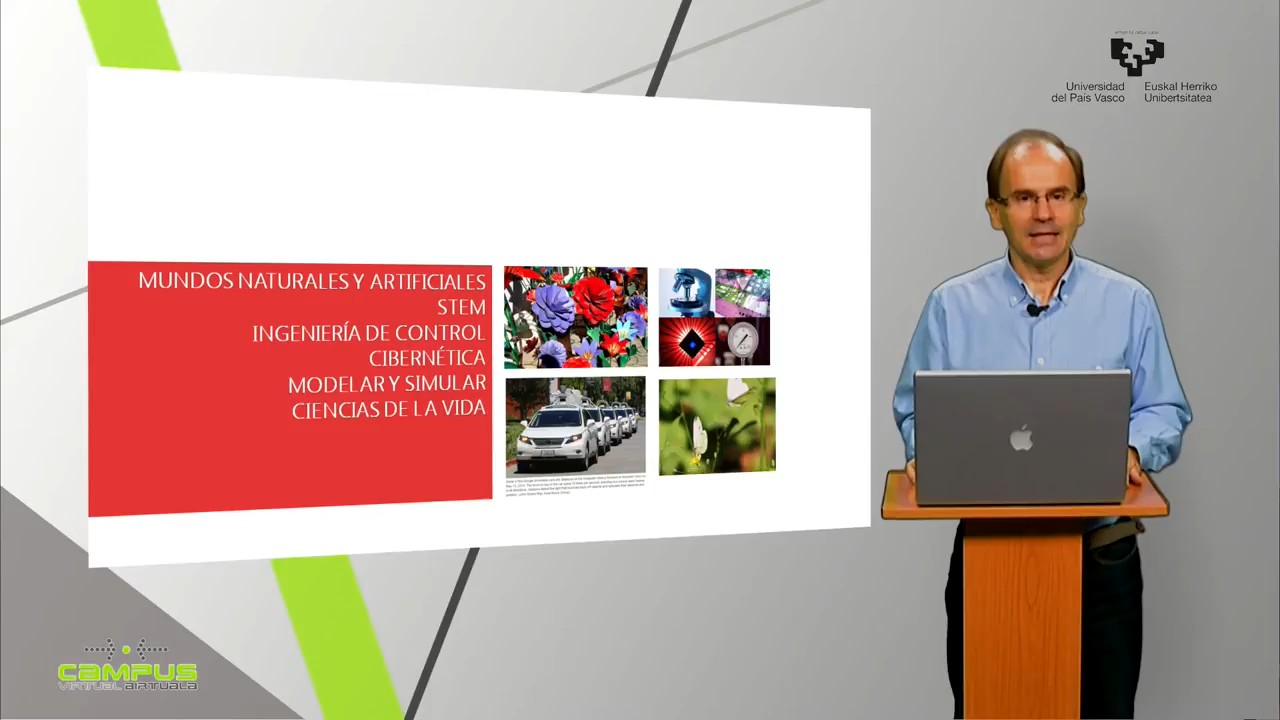 Universidad
del País Vasco
Euskal Herriko
Unibertsitatea
MUNDOS NATURALES Y ARTIFICIALES
STEM
INGENIERÍA DE CONTROL
CIBERNÉTICA
MODELAR Y SIMULAR
CIENCIAS DE LA VIDA
CAMPUS
VIRTUAL BIRTUALA